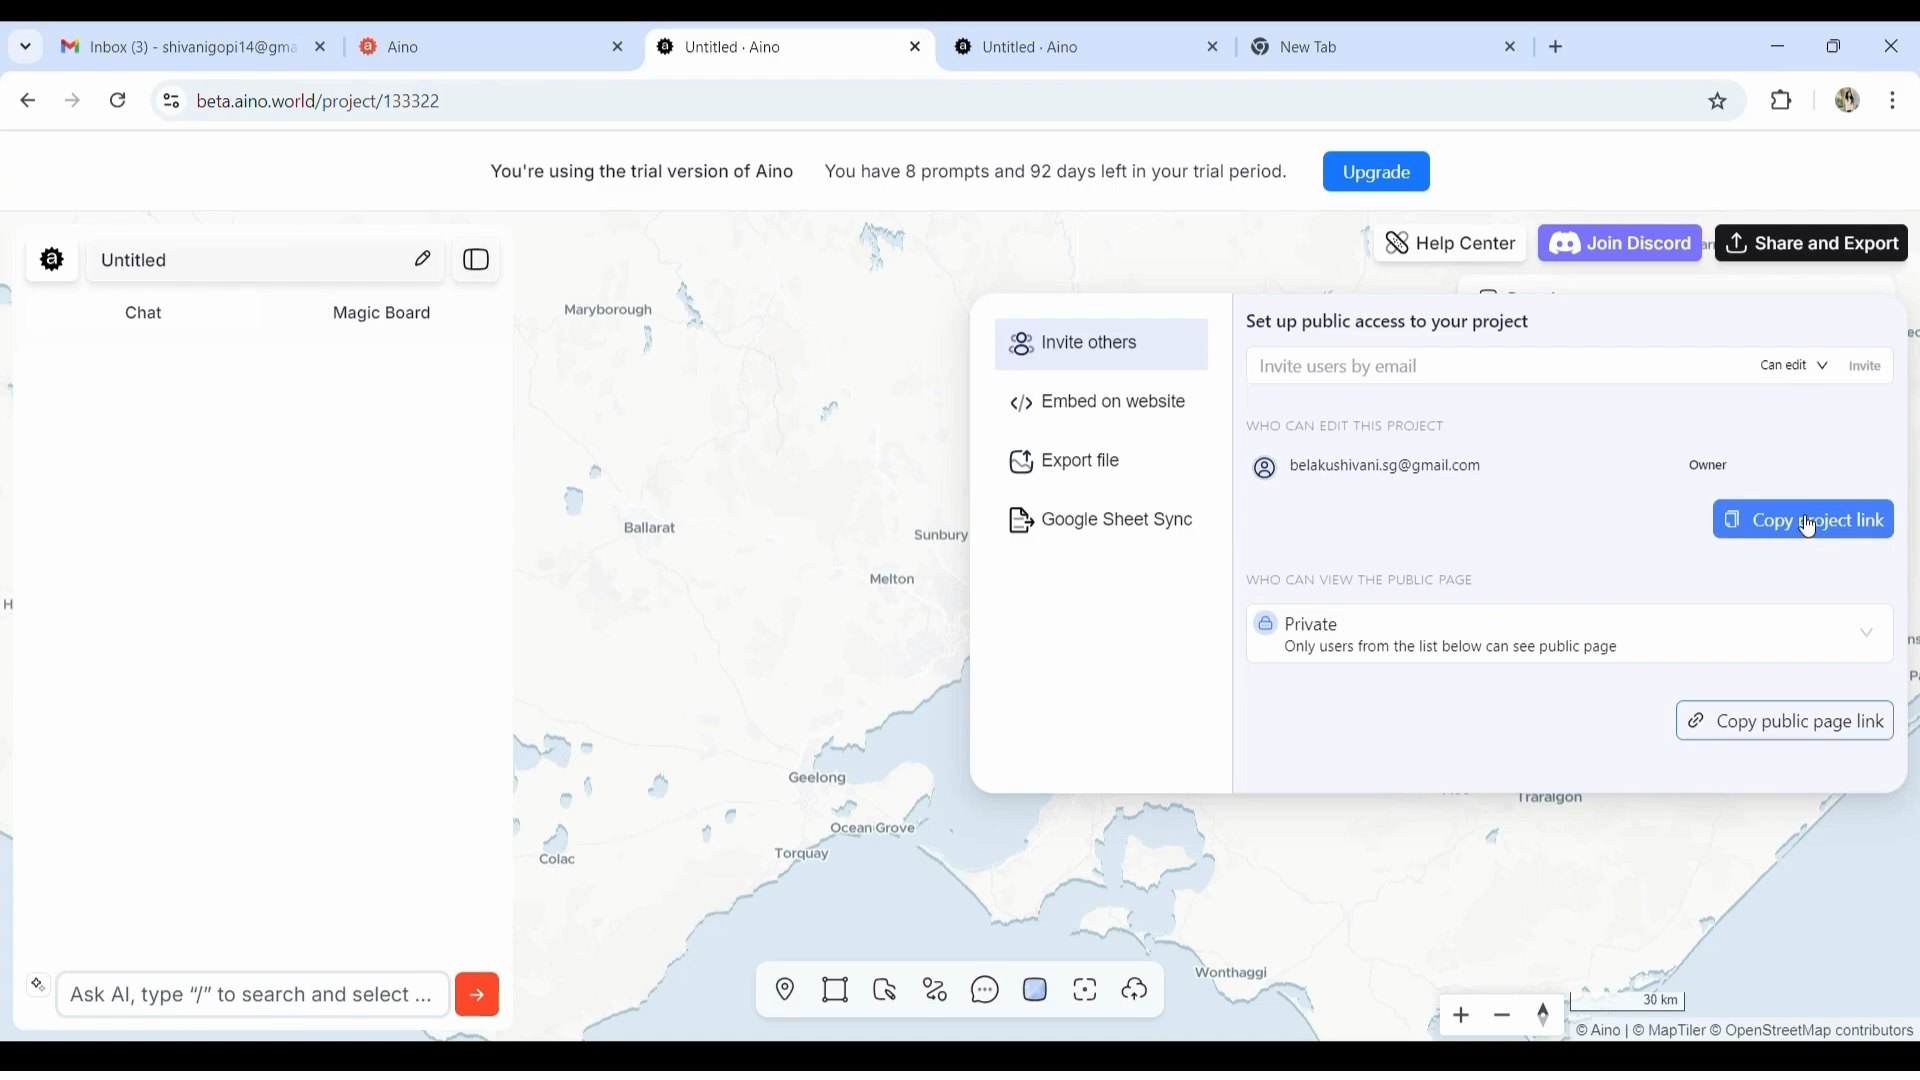 Inbox (3) - shivanigopi14@gma
Aino
Untitled · Aino
Untitled · Aino
New Tab
beta.aino.world/project/133322
You're using the trial version of Aino
You have 8 prompts and 92 days left in your trial period.
Upgrade
Untitled
Help Center
Join Discord
Share and Export
Chat
Magic Board
Maryborough
Ballarat
Sunbury
Melton
Geelong
Ocean Grove
Torquay
Colac
Wonthaggi
Traralgon
Invite others
Embed on website
Export file
Google Sheet Sync
Set up public access to your project
Invite users by email
Can edit
Invite
WHO CAN EDIT THIS PROJECT
belakushivani.sg@gmail.com
Owner
Copy project link
WHO CAN VIEW THE PUBLIC PAGE
Private
Only users from the list below can see public page
Copy public page link
Ask AI, type “/” to search and select ...
30 km
© Aino | © MapTiler © OpenStreetMap contributors